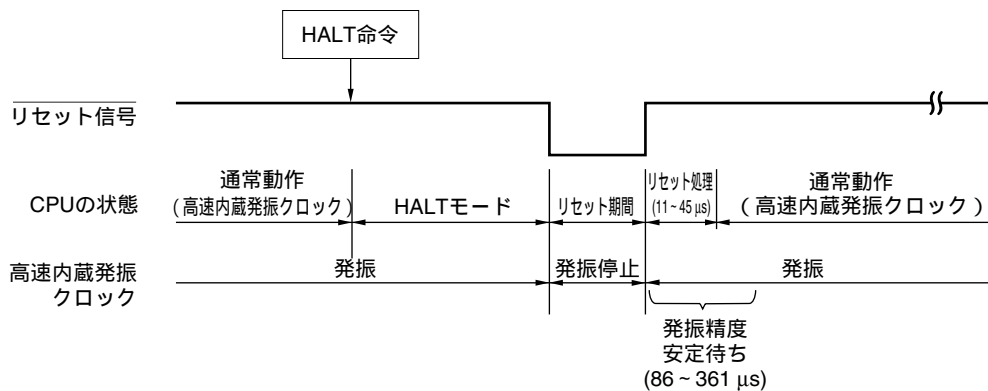 HALT命令
リセット信号
通常動作
(高速内蔵発振クロック)
CPUの状態
HALTモード
リセット期間
リセット処理
(11~45 μs)
通常動作
(高速内蔵発振クロック)
高速内蔵発振
クロック
発振
発振停止
発振
発振精度
安定待ち
(86~361 μs)